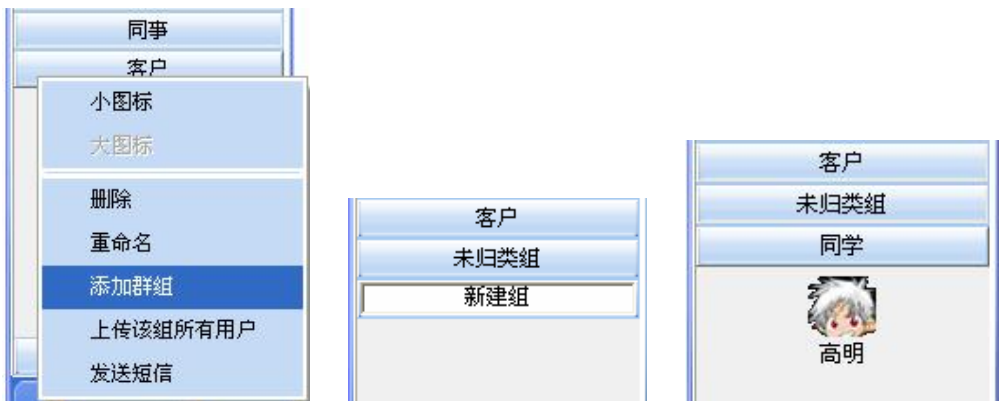 同事
客户
小图标
大图标
删除
重命名
添加群组
上传该组所有用户
发送短信
客户
未归类组
新建组
客户
未归类组
同学
高明